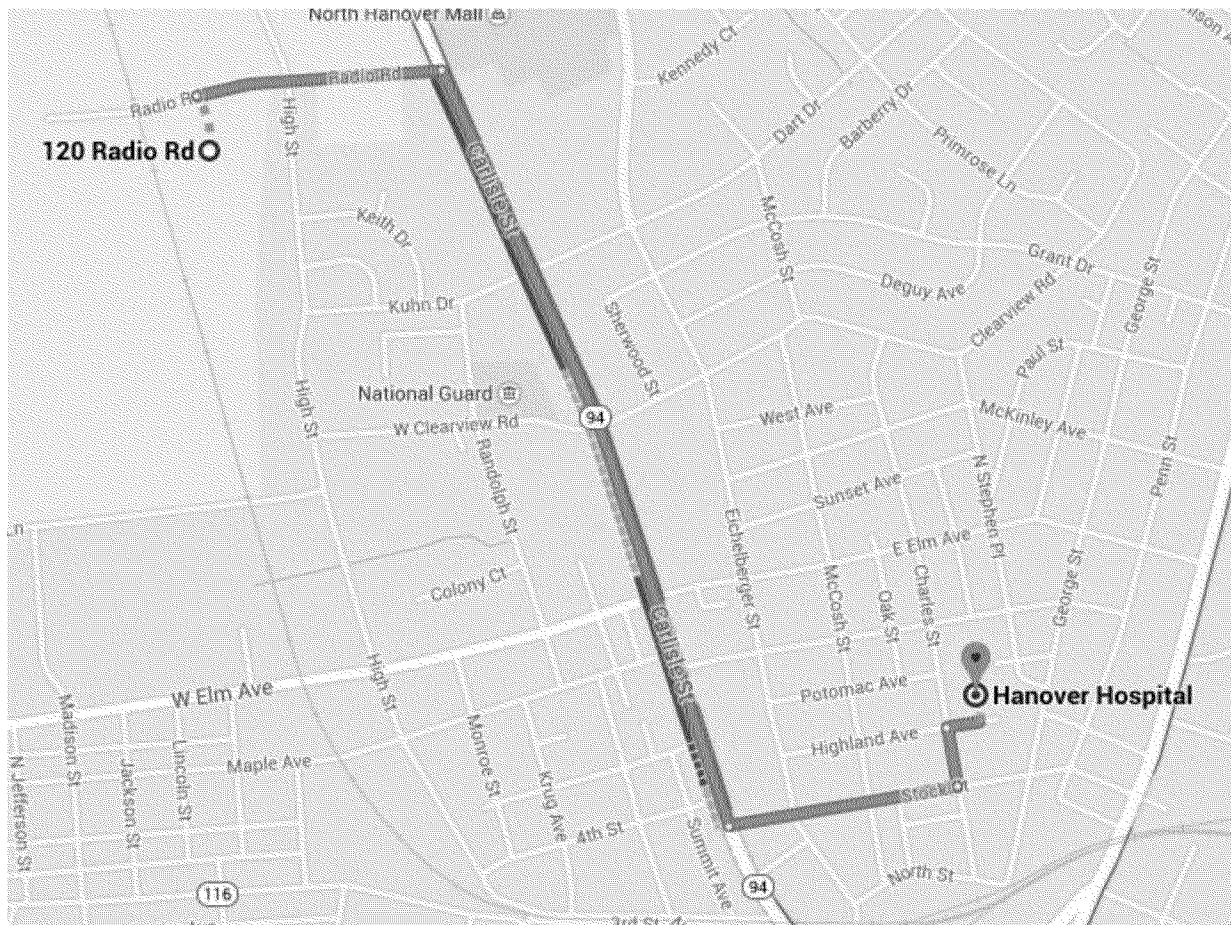 North Hanover Mall
Kennedy Ct
Radio Rd
Radio R
High St
Dart Dr
Barberry Dr
Primrose Ln
120 Radio Rd
Carlisle St
Keith Dr
McCosh St
Grant Dr
George St
Deguy Ave
Clearview Rd
Kuhn Dr
Sherwood St
Paul St
National Guard
High St
West Ave
McKinley Ave
94
W Clearview Rd
Randolph St
Penn St
Sunset Ave
N Stephen Pl
Ln
Eichelberger St
E Elm Ave
Colony Ct
McCosh St
Oak St
Charles St
George St
Carlisle St
High St
W Elm Ave
Potomac Ave
Hanover Hospital
Madison St
Monroe St
Highland Ave
Maple Ave
Lincoln St
Jackson St
N Jefferson St
Krug Ave
Stock
4th St
Summit Ave
North St
94
116
3rd St